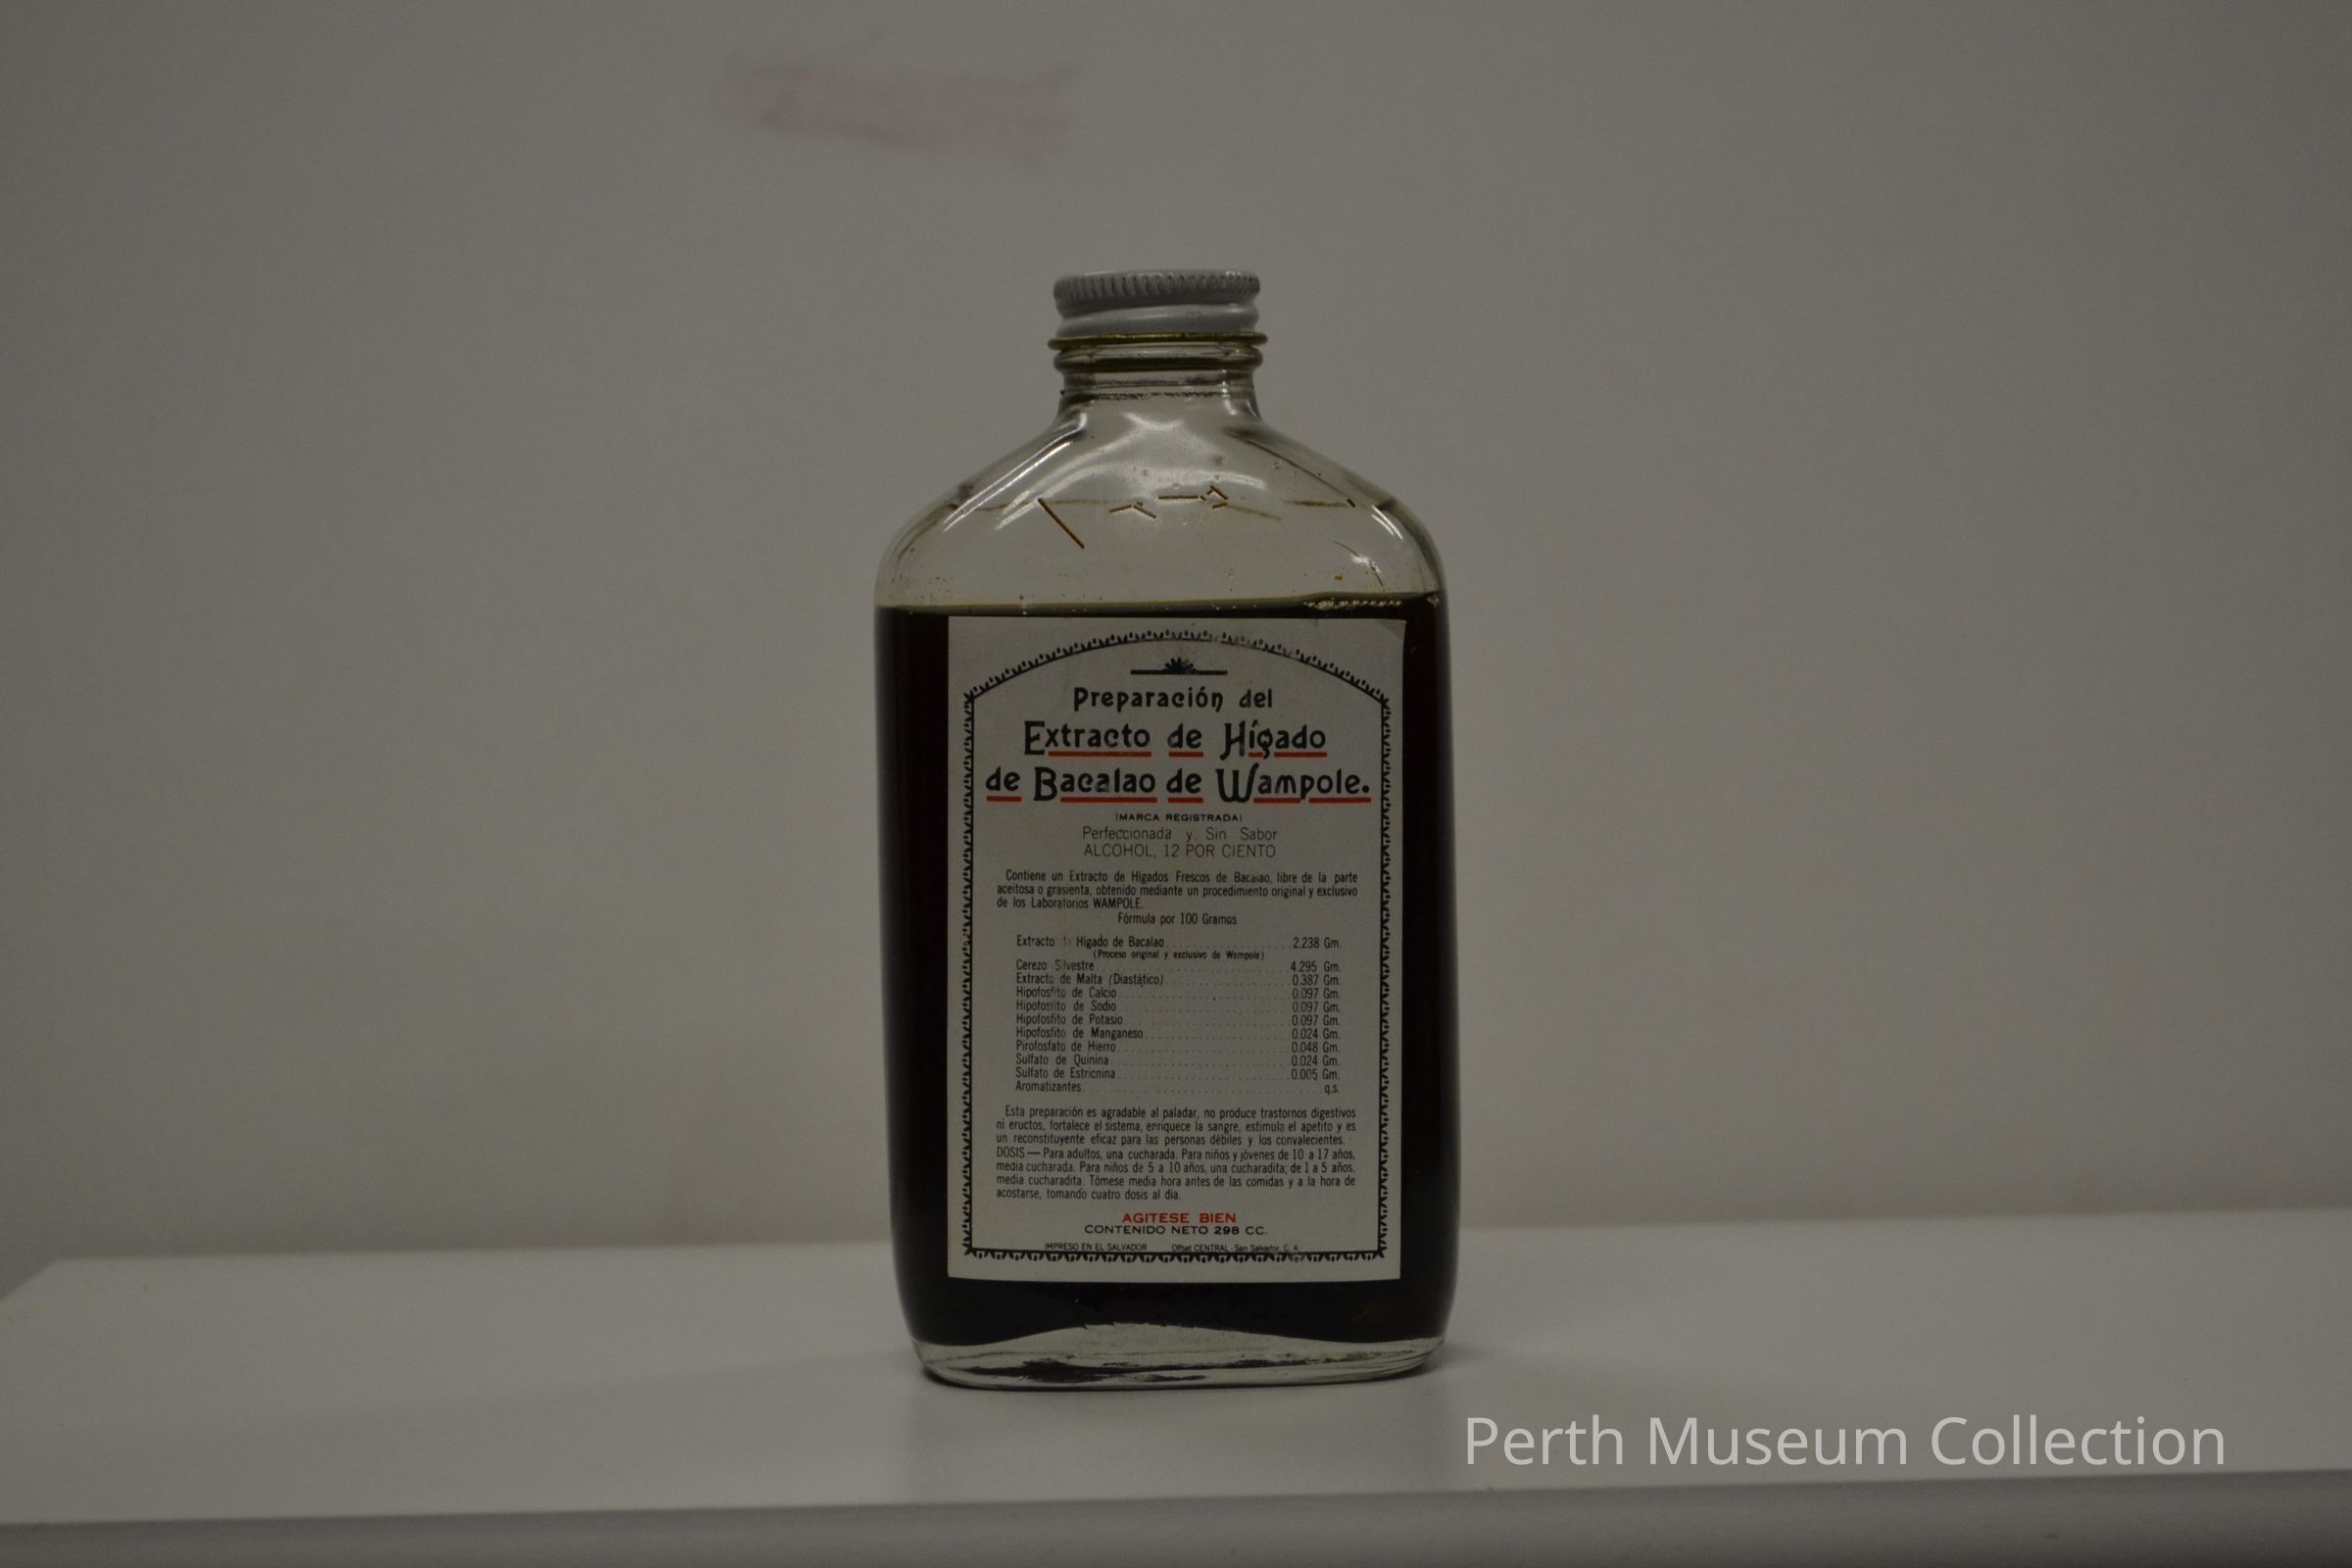 Preparación del
Extracto de Hígado
de Bacalao de Wampole.
(MARCA REGISTRADA)
Perfeccionada y Sin Sabor
ALCOHOL, 12 POR CIENTO
Contiene un Extracto de Hígados Frescos de Bacalao, libre de la parte
aceitosa o grasienta, obtenido mediante un procedimiento original y exclusivo
de los Laboratorios WAMPOLE.
Fórmula por 100 Gramos
Extracto de Hígado de Bacalao 2.238 Gm.
(Proceso original y exclusivo de Wampole)
Cerezo Silvestre 4.295 Gm.
Extracto de Malta (Diastático) 0.387 Gm.
Hipofosfito de Calcio 0.097 Gm.
Hipofosfito de Sodio 0.097 Gm.
Hipofosfito de Potasio 0.097 Gm.
Hipofosfito de Manganeso 0.024 Gm.
Pirofosfato de Hierro 0.048 Gm.
Sulfato de Quinina 0.024 Gm.
Sulfato de Estricnina 0.005 Gm.
Aromatizantes q.s.
Esta preparación es agradable al paladar, no produce trastornos digestivos
ni eructos, fortalece el sistema, enriquece la sangre, estimula el apetito y es
un reconstituyente eficaz para las personas débiles y los convalecientes.
DOSIS — Para adultos, una cucharada. Para niños y jóvenes de 10 a 17 años,
media cucharada. Para niños de 5 a 10 años, una cucharadita; de 1 a 5 años,
media cucharadita. Tómese media hora antes de las comidas y a la hora de
acostarse, tomando cuatro dosis al día.
AGITESE BIEN
CONTENIDO NETO 298 CC.
IMPRESO EN EL SALVADOR Offset CENTRAL - San Salvador, C. A.
Perth Museum Collection